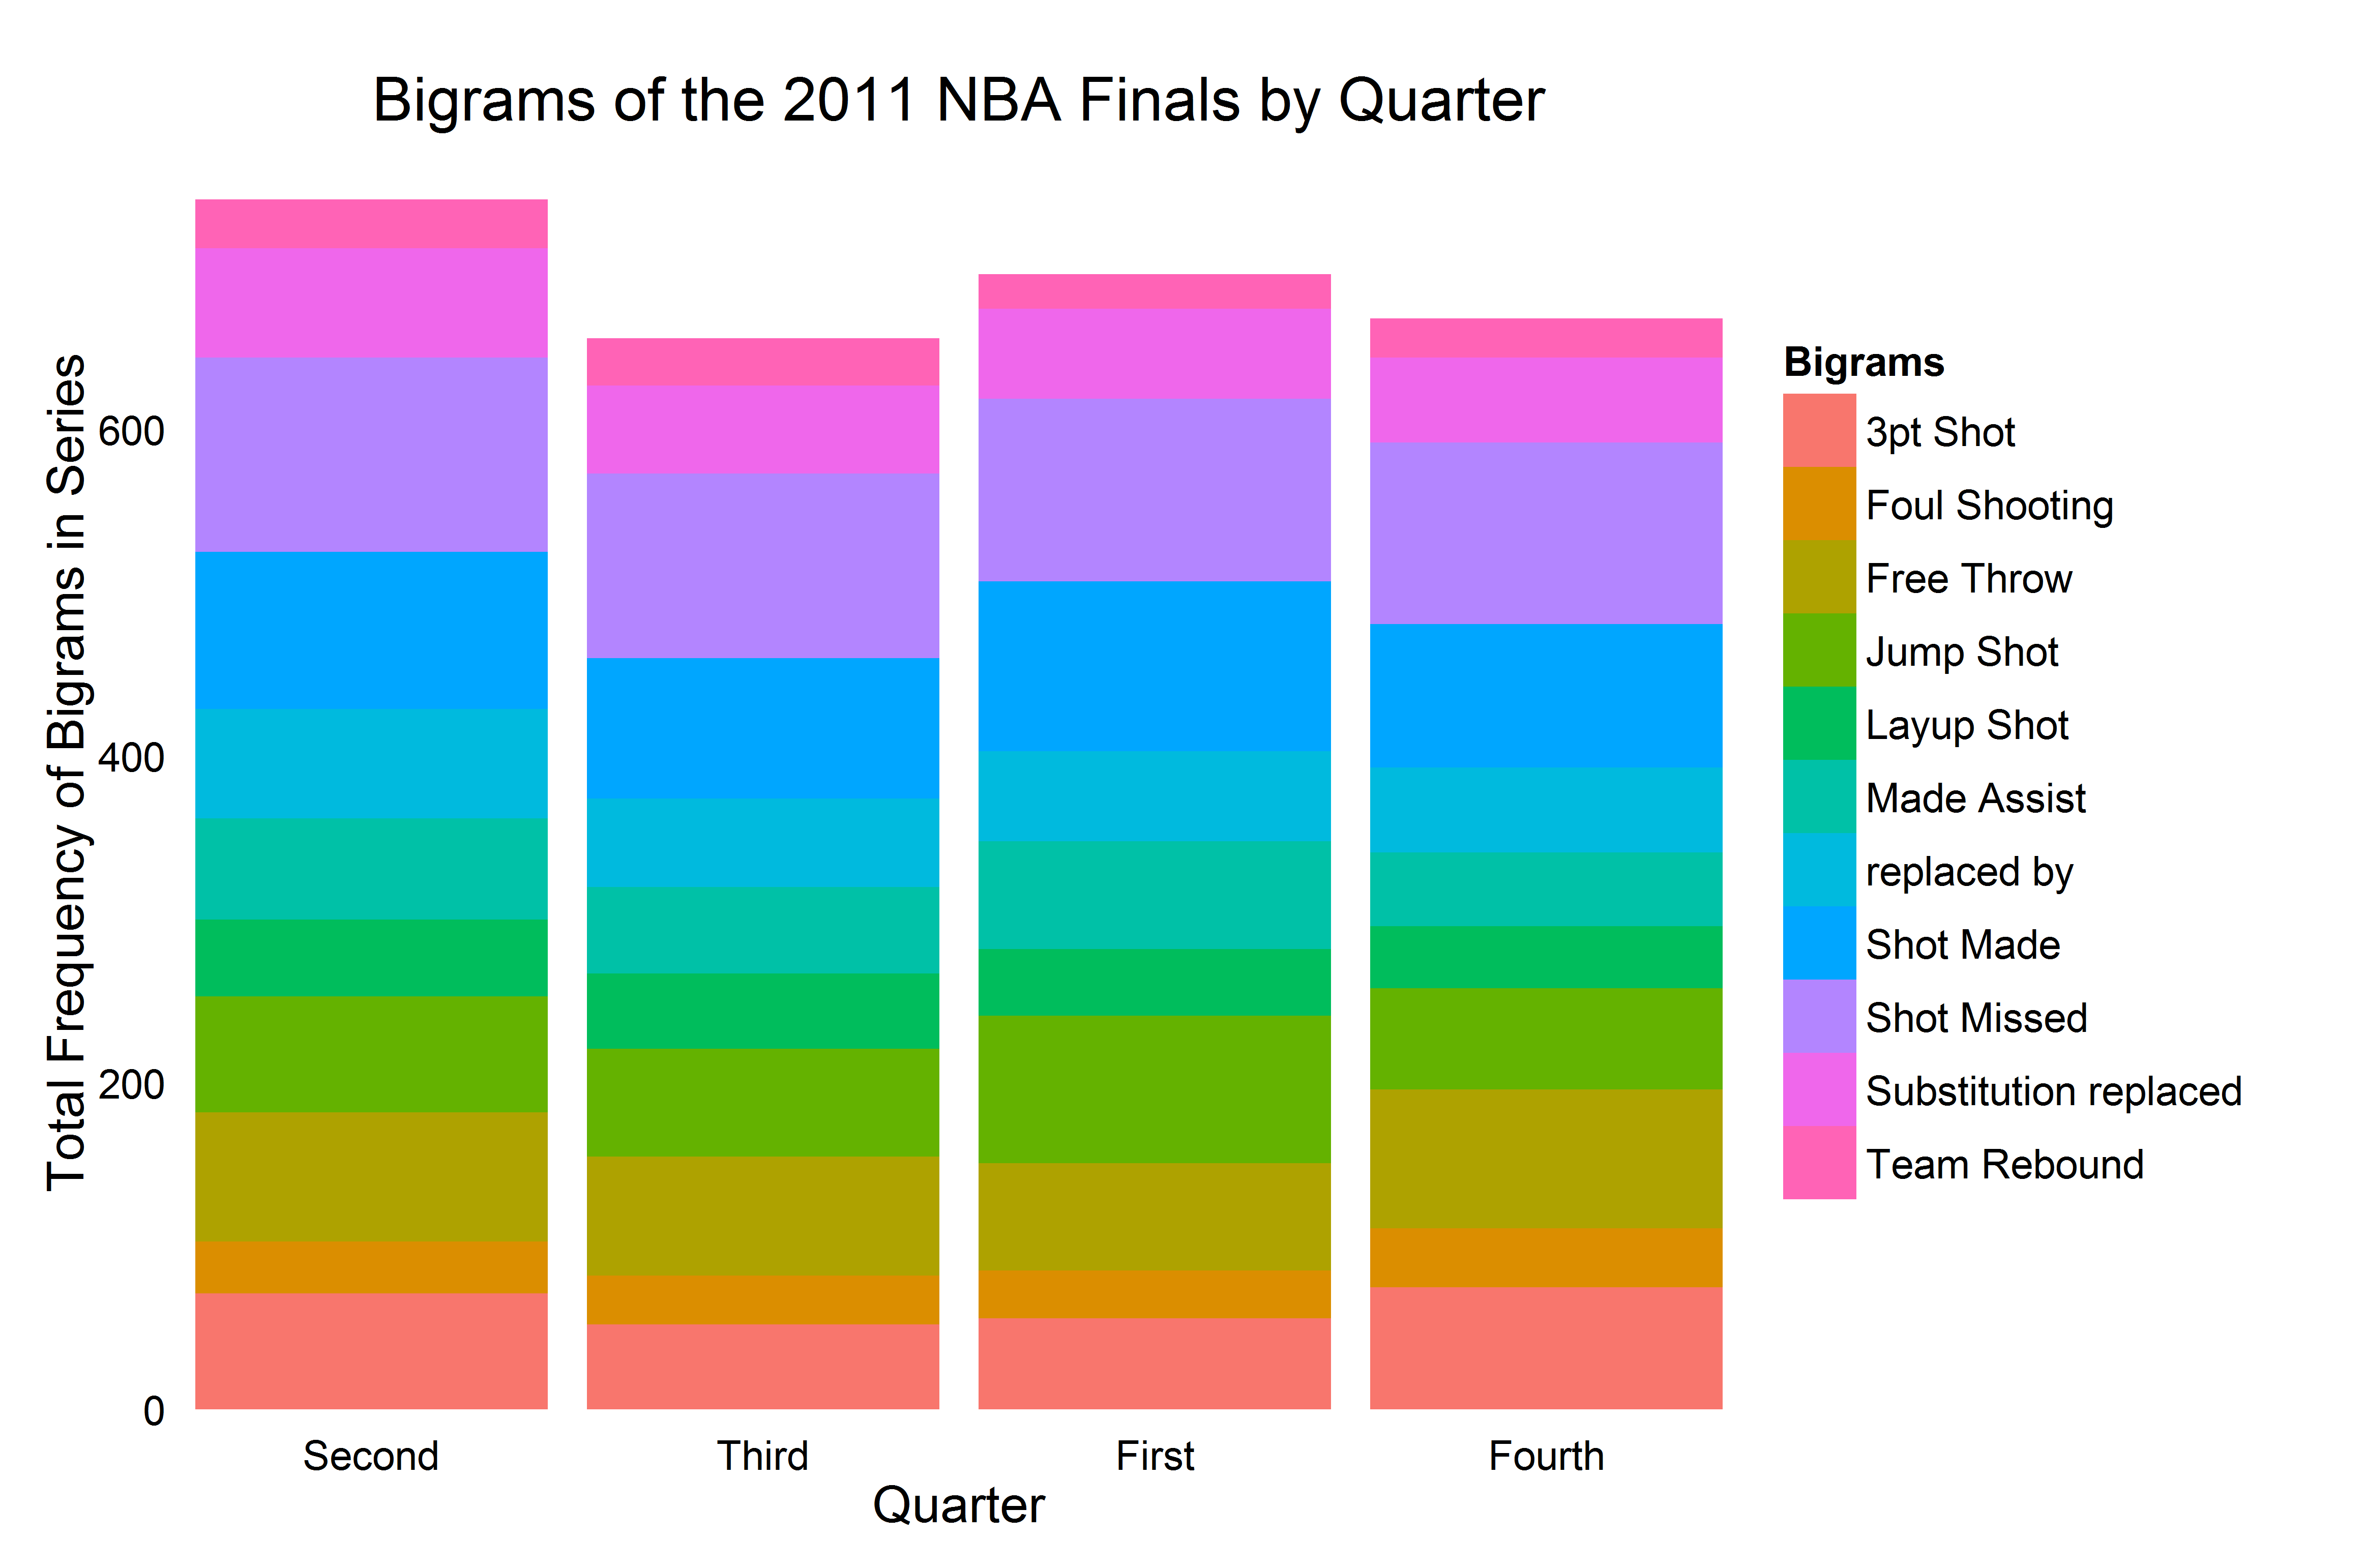 Bigrams of the 2011 NBA Finals by Quarter
Total Frequency of Bigrams in Series
600
400
200
0
Second
Third
First
Fourth
Quarter
Bigrams
3pt Shot
Foul Shooting
Free Throw
Jump Shot
Layup Shot
Made Assist
replaced by
Shot Made
Shot Missed
Substitution replaced
Team Rebound